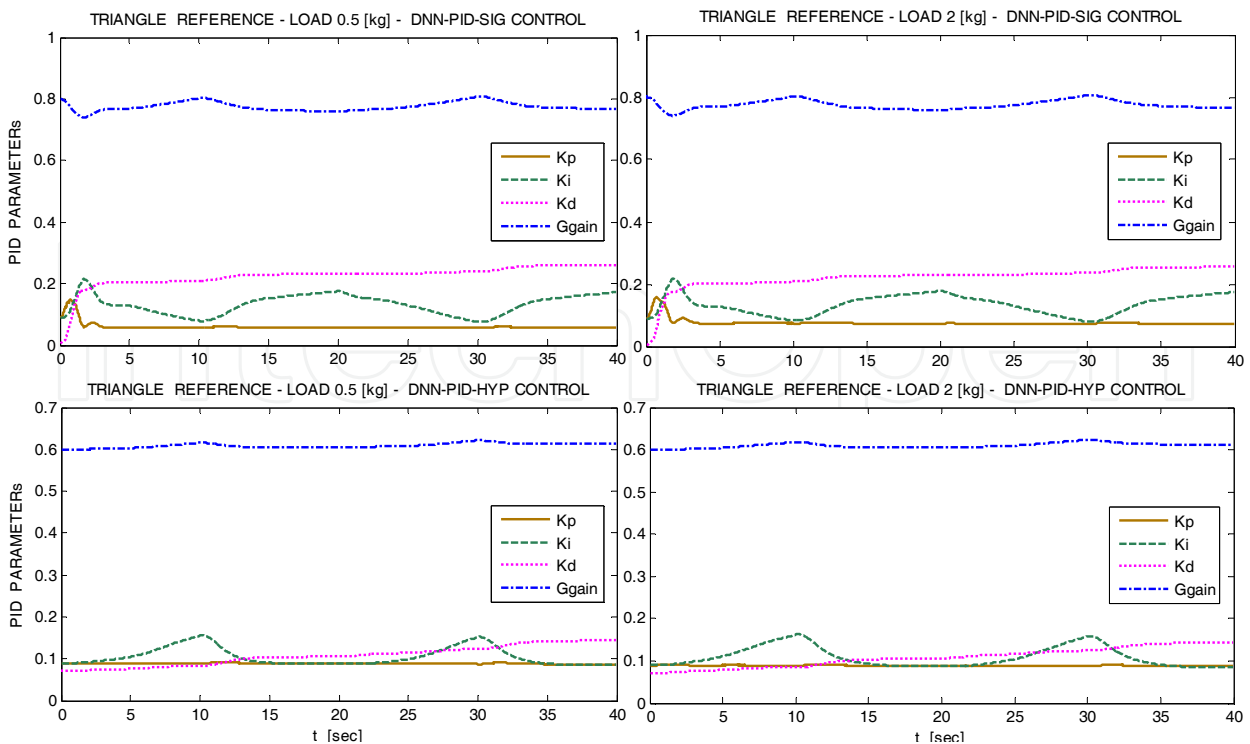 TRIANGLE REFERENCE - LOAD 0.5 [kg] - DNN-PID-SIG CONTROL
PID PARAMETERs
1
0.8
0.6
0.4
0.2
0
0 5 10 15 20 25 30 35 40
Kp
Ki
Kd
Ggain
TRIANGLE REFERENCE - LOAD 2 [kg] - DNN-PID-SIG CONTROL
1
0.8
0.6
0.4
0.2
0
0 5 10 15 20 25 30 35 40
Kp
Ki
Kd
Ggain
intechopen
TRIANGLE REFERENCE - LOAD 0.5 [kg] - DNN-PID-HYP CONTROL
PID PARAMETERs
0.7
0.6
0.5
0.4
0.3
0.2
0.1
0
0 5 10 15 20 25 30 35 40
t [sec]
Kp
Ki
Kd
Ggain
TRIANGLE REFERENCE - LOAD 2 [kg] - DNN-PID-HYP CONTROL
0.7
0.6
0.5
0.4
0.3
0.2
0.1
0
0 5 10 15 20 25 30 35 40
t [sec]
Kp
Ki
Kd
Ggain